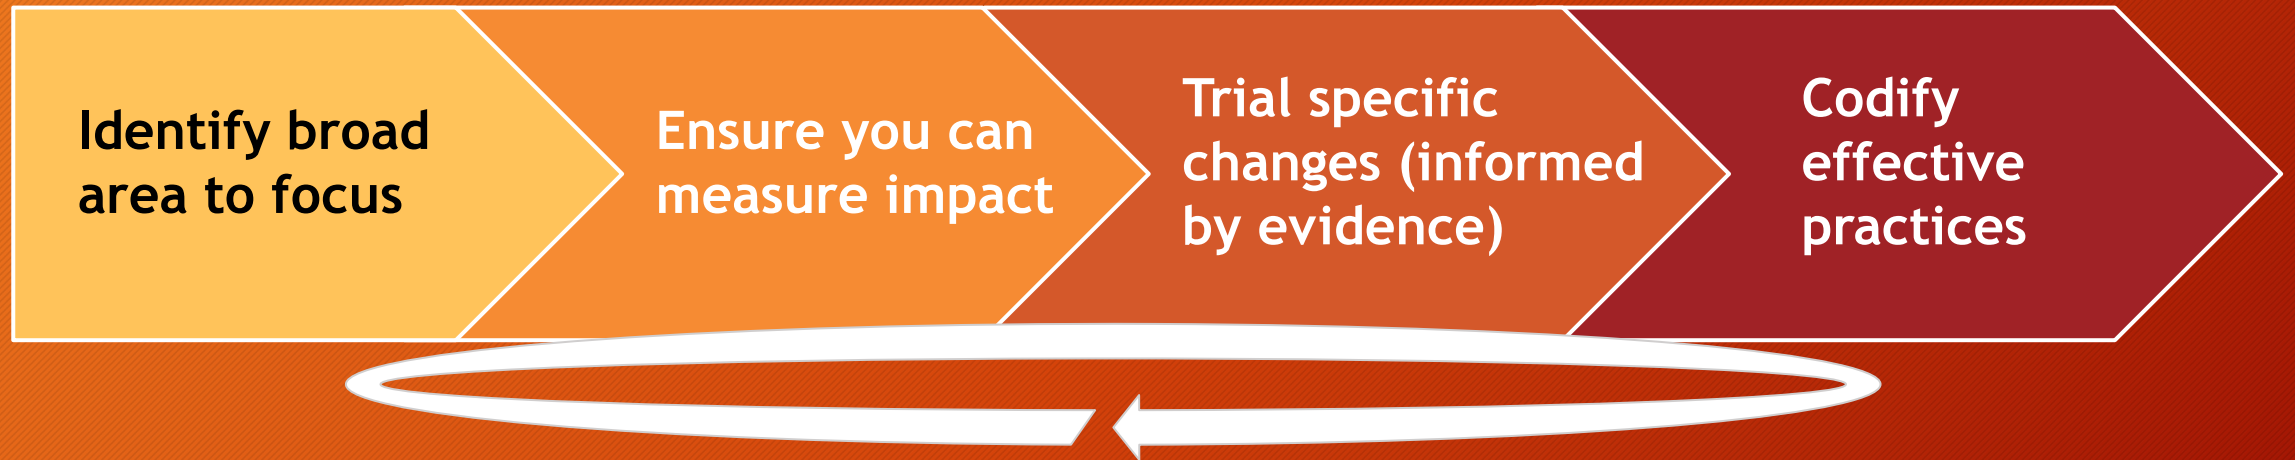 Identify broad
area to focus
Ensure you can
measure impact
Trial specific
changes (informed
by evidence)
Codify
effective
practices